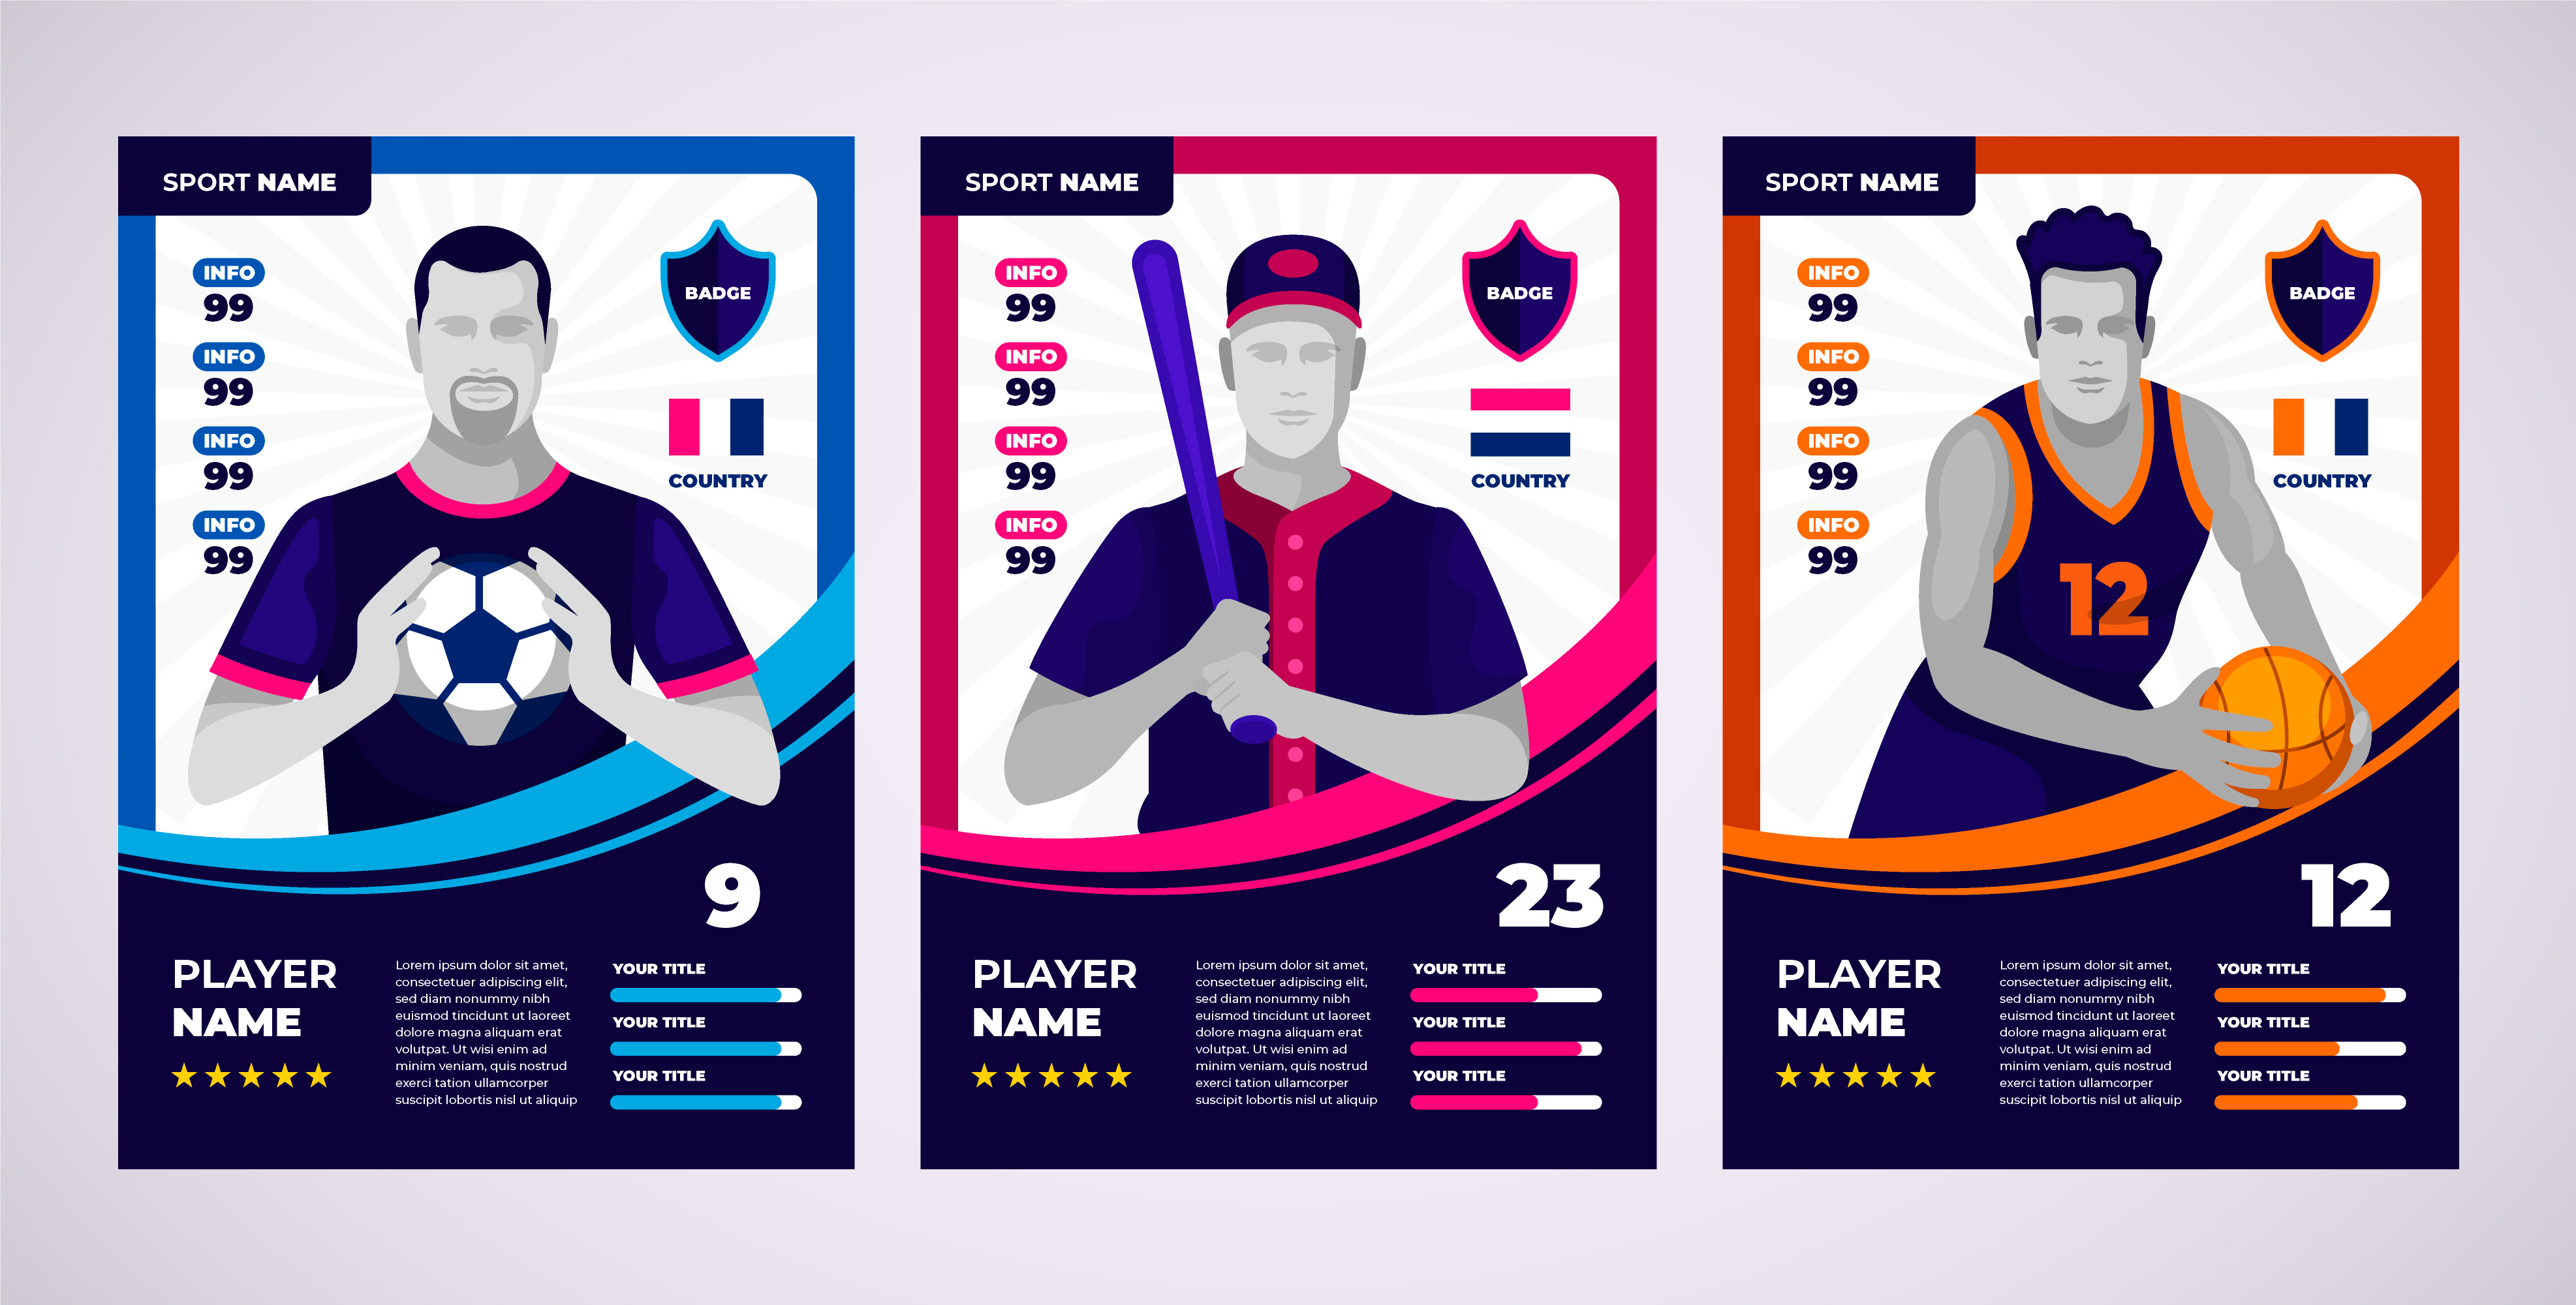 SPORT NAME
INFO
99
INFO
99
INFO
99
INFO
99
BADGE
COUNTRY
9
PLAYER
NAME
Lorem ipsum dolor sit amet,
consectetuer adipiscing elit,
sed diam nonummy nibh
euismod tincidunt ut laoreet
dolore magna aliquam erat
volutpat. Ut wisi enim ad
minim veniam, quis nostrud
exerci tation ullamcorper
suscipit lobortis nisl ut aliquip
YOUR TITLE
YOUR TITLE
YOUR TITLE
SPORT NAME
INFO
99
INFO
99
INFO
99
INFO
99
BADGE
COUNTRY
23
PLAYER
NAME
Lorem ipsum dolor sit amet,
consectetuer adipiscing elit,
sed diam nonummy nibh
euismod tincidunt ut laoreet
dolore magna aliquam erat
volutpat. Ut wisi enim ad
minim veniam, quis nostrud
exerci tation ullamcorper
suscipit lobortis nisl ut aliquip
YOUR TITLE
YOUR TITLE
YOUR TITLE
SPORT NAME
INFO
99
INFO
99
INFO
99
INFO
99
BADGE
COUNTRY
12
12
PLAYER
NAME
Lorem ipsum dolor sit amet,
consectetuer adipiscing elit,
sed diam nonummy nibh
euismod tincidunt ut laoreet
dolore magna aliquam erat
volutpat. Ut wisi enim ad
minim veniam, quis nostrud
exerci tation ullamcorper
suscipit lobortis nisl ut aliquip
YOUR TITLE
YOUR TITLE
YOUR TITLE